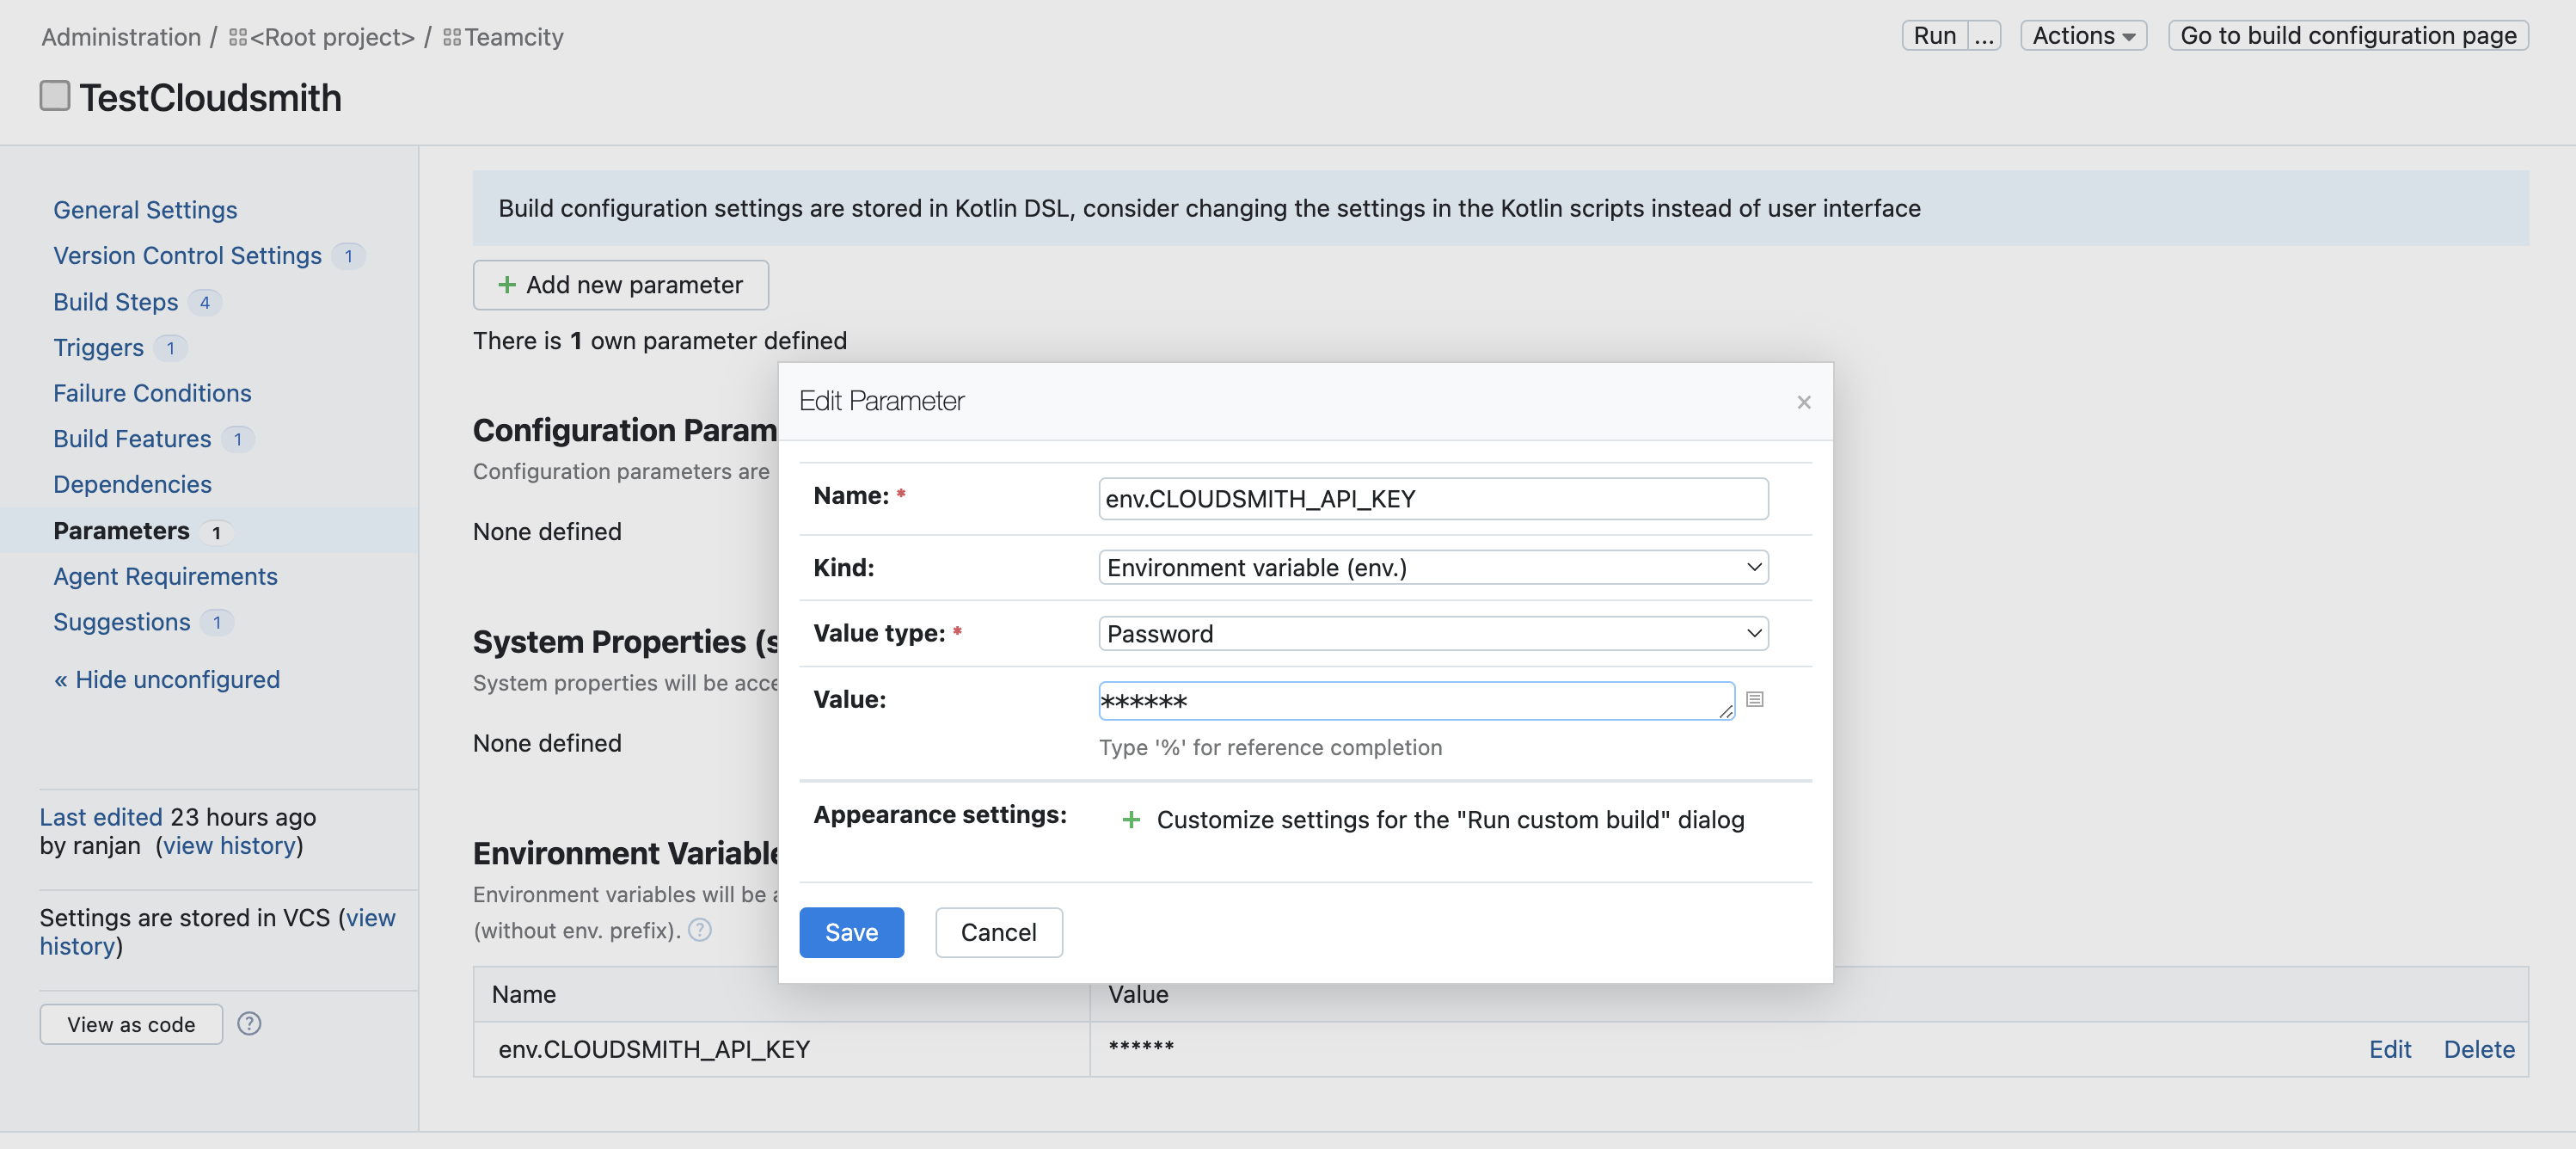 Administration / <Root project> / Teamcity
Run ... Actions Go to build configuration page
TestCloudsmith
General Settings
Version Control Settings 1
Build Steps 4
Triggers 1
Failure Conditions
Build Features 1
Dependencies
Parameters 1
Agent Requirements
Suggestions 1
« Hide unconfigured
Last edited 23 hours ago
by ranjan (view history)
Settings are stored in VCS (view
history)
View as code ?
Build configuration settings are stored in Kotlin DSL, consider changing the settings in the Kotlin scripts instead of user interface
+ Add new parameter
There is 1 own parameter defined
Configuration Param
Configuration parameters are
None defined
System Properties (s
System properties will be acce
None defined
Environment Variable
Environment variables will be a
(without env. prefix). ?
Name Value
env.CLOUDSMITH_API_KEY ****** Edit Delete
Edit Parameter ×
Name: * env.CLOUDSMITH_API_KEY
Kind: Environment variable (env.)
Value type: * Password
Value: ******
Type '%' for reference completion
Appearance settings: + Customize settings for the "Run custom build" dialog
Save Cancel